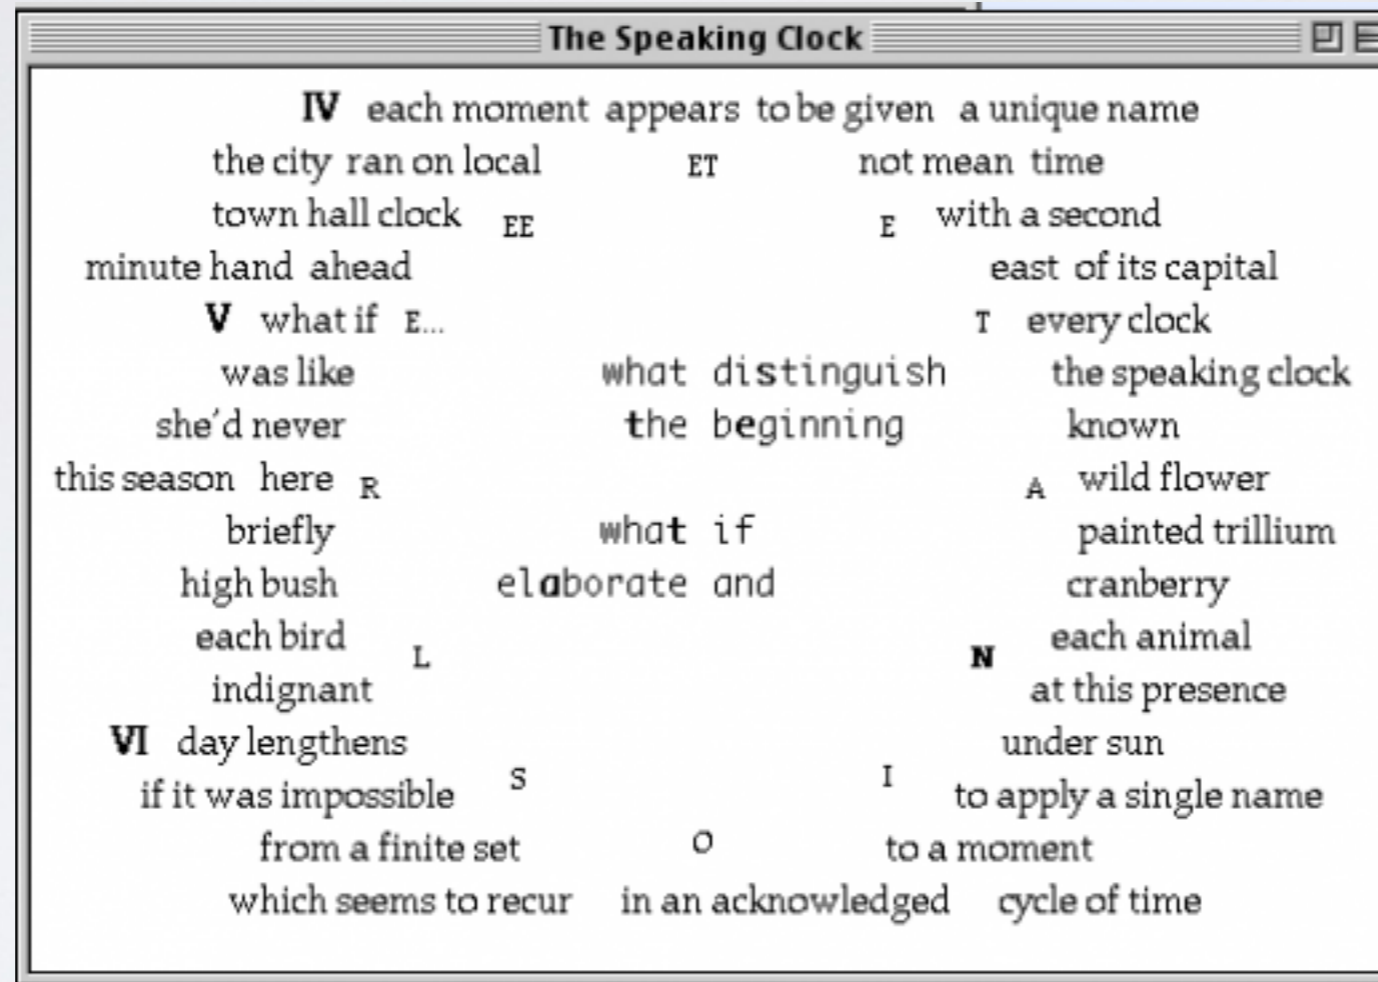 The Speaking Clock
IV each moment appears to be given a unique name
the city ran on local ET not mean time
town hall clock EE E with a second
minute hand ahead east of its capital
V what if E... T every clock
was like what distinguish the speaking clock
she'd never the beginning known
this season here R A wild flower
briefly what if painted trillium
high bush elaborate and cranberry
each bird L N each animal
indignant at this presence
VI day lengthens under sun
if it was impossible S I to apply a single name
from a finite set O to a moment
which seems to recur in an acknowledged cycle of time